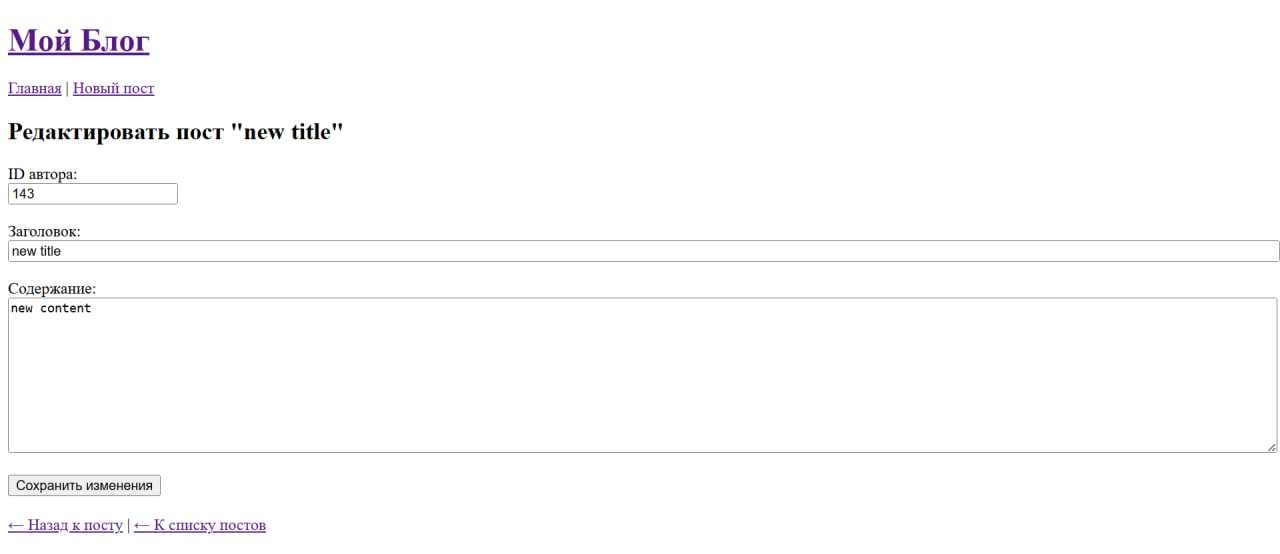 Мой Блог
Главная | Новый пост
Редактировать пост "new title"
ID автора:
143
Заголовок:
new title
Содержание:
new content
Сохранить изменения
← Назад к посту | ← К списку постов